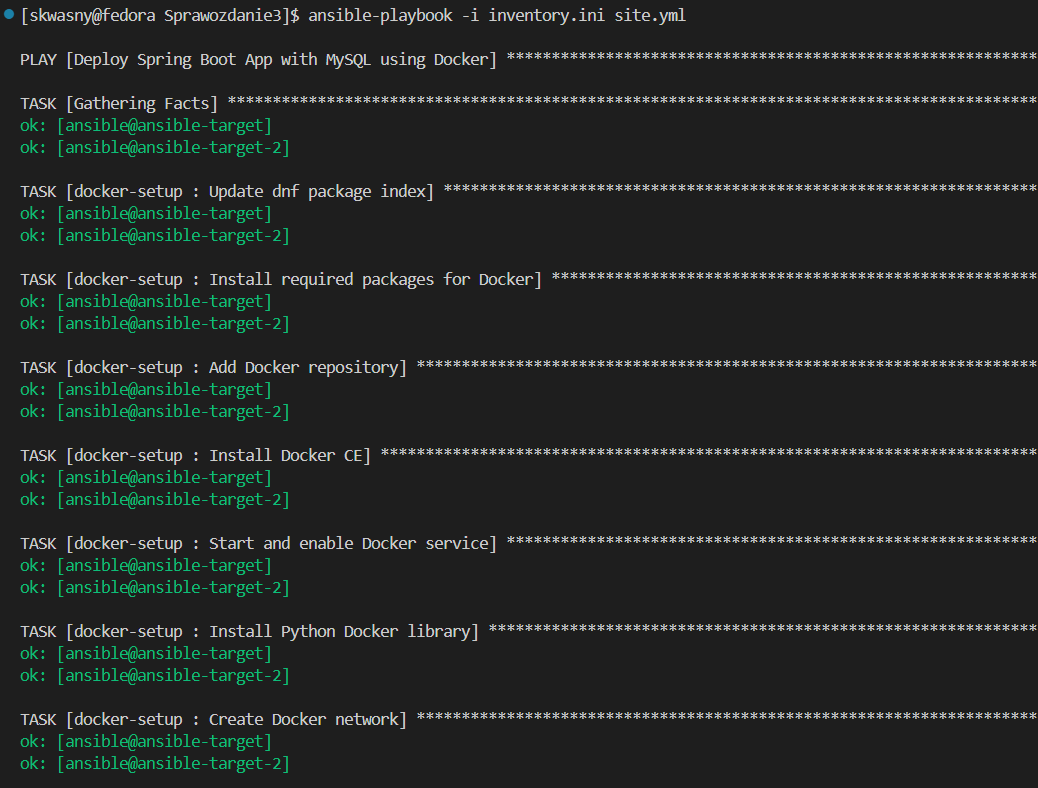 [skwasny@fedora Sprawozdanie3]$ ansible-playbook -i inventory.ini site.yml
PLAY [Deploy Spring Boot App with MySQL using Docker] ***********************************************************
TASK [Gathering Facts] ******************************************************************************************
ok: [ansible@ansible-target]
ok: [ansible@ansible-target-2]
TASK [docker-setup : Update dnf package index] ******************************************************************
ok: [ansible@ansible-target]
ok: [ansible@ansible-target-2]
TASK [docker-setup : Install required packages for Docker] ******************************************************
ok: [ansible@ansible-target]
ok: [ansible@ansible-target-2]
TASK [docker-setup : Add Docker repository] *********************************************************************
ok: [ansible@ansible-target]
ok: [ansible@ansible-target-2]
TASK [docker-setup : Install Docker CE] *************************************************************************
ok: [ansible@ansible-target]
ok: [ansible@ansible-target-2]
TASK [docker-setup : Start and enable Docker service] ***********************************************************
ok: [ansible@ansible-target]
ok: [ansible@ansible-target-2]
TASK [docker-setup : Install Python Docker library] *************************************************************
ok: [ansible@ansible-target]
ok: [ansible@ansible-target-2]
TASK [docker-setup : Create Docker network] *********************************************************************
ok: [ansible@ansible-target]
ok: [ansible@ansible-target-2]